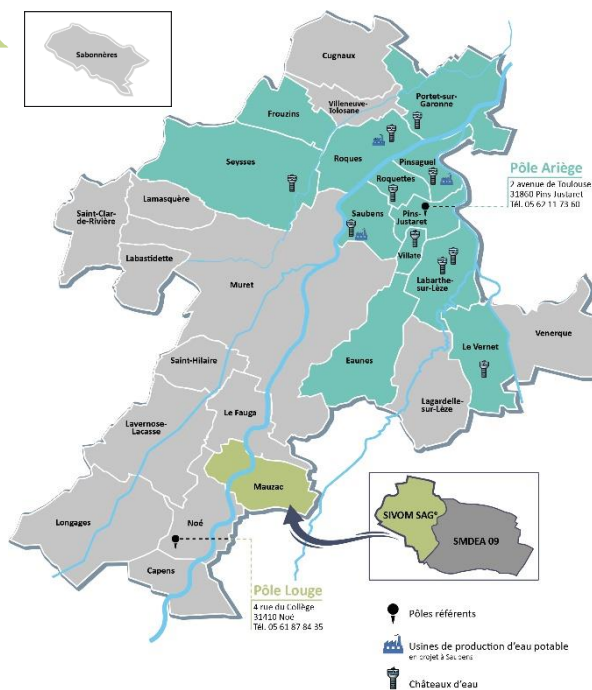 Sabonnères
Cugnaux
Portet-sur-
Garonne
Villeneuve-
Tolosane
Frouzins
Roques
Pinsaguel
Seysses
Roquettes
Pôle Ariège
2 avenue de Toulouse
31860 Pins Justaret
Tél. 05 62 11 73 60
Lamasquère
Saint-Clar-
de-Rivière
Saubens
Pins-
Justaret
Labastidette
Villate
Muret
Labarthe-
sur-Lèze
Venerque
Le Vernet
Eaunes
Saint-Hilaire
Lagardelle-
sur-Lèze
Le Fauga
Lavernose-
Lacasse
Mauzac
SIVOM SAGe
SMDEA 09
Longages
Noé
Capens
Pôle Louge
4 rue du Collège
31410 Noé
Tél. 05 61 87 84 35
Pôles référents
Usines de production d'eau potable
en projet à Saubens
Châteaux d'eau